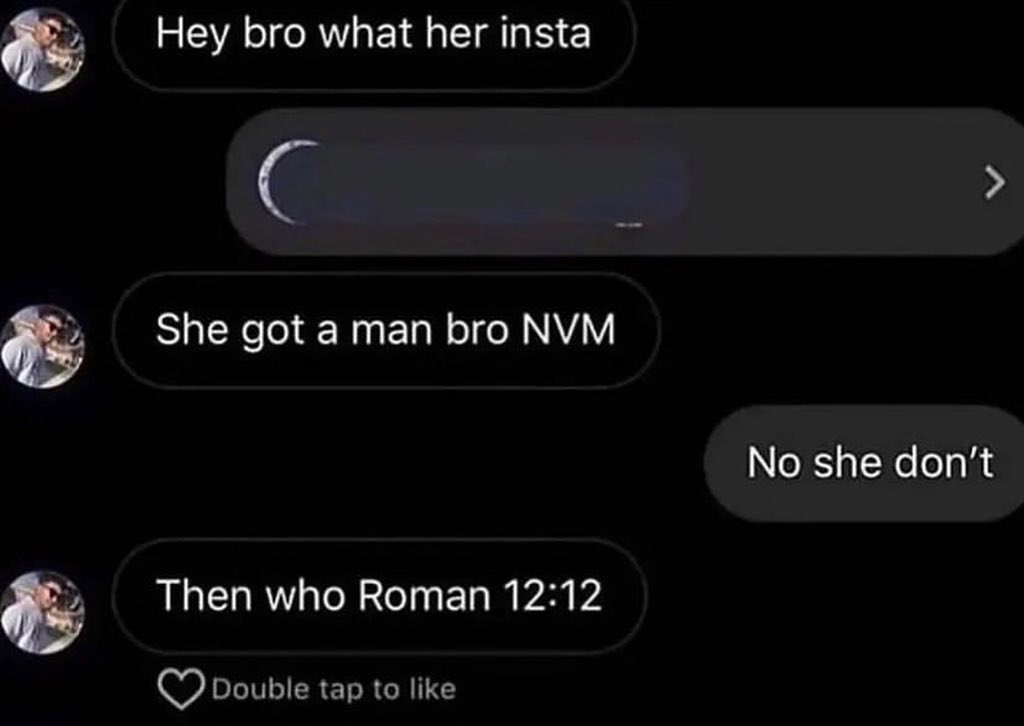 Hey bro what her insta
She got a man bro NVM
No she don't
Then who Roman 12:12
Double tap to like